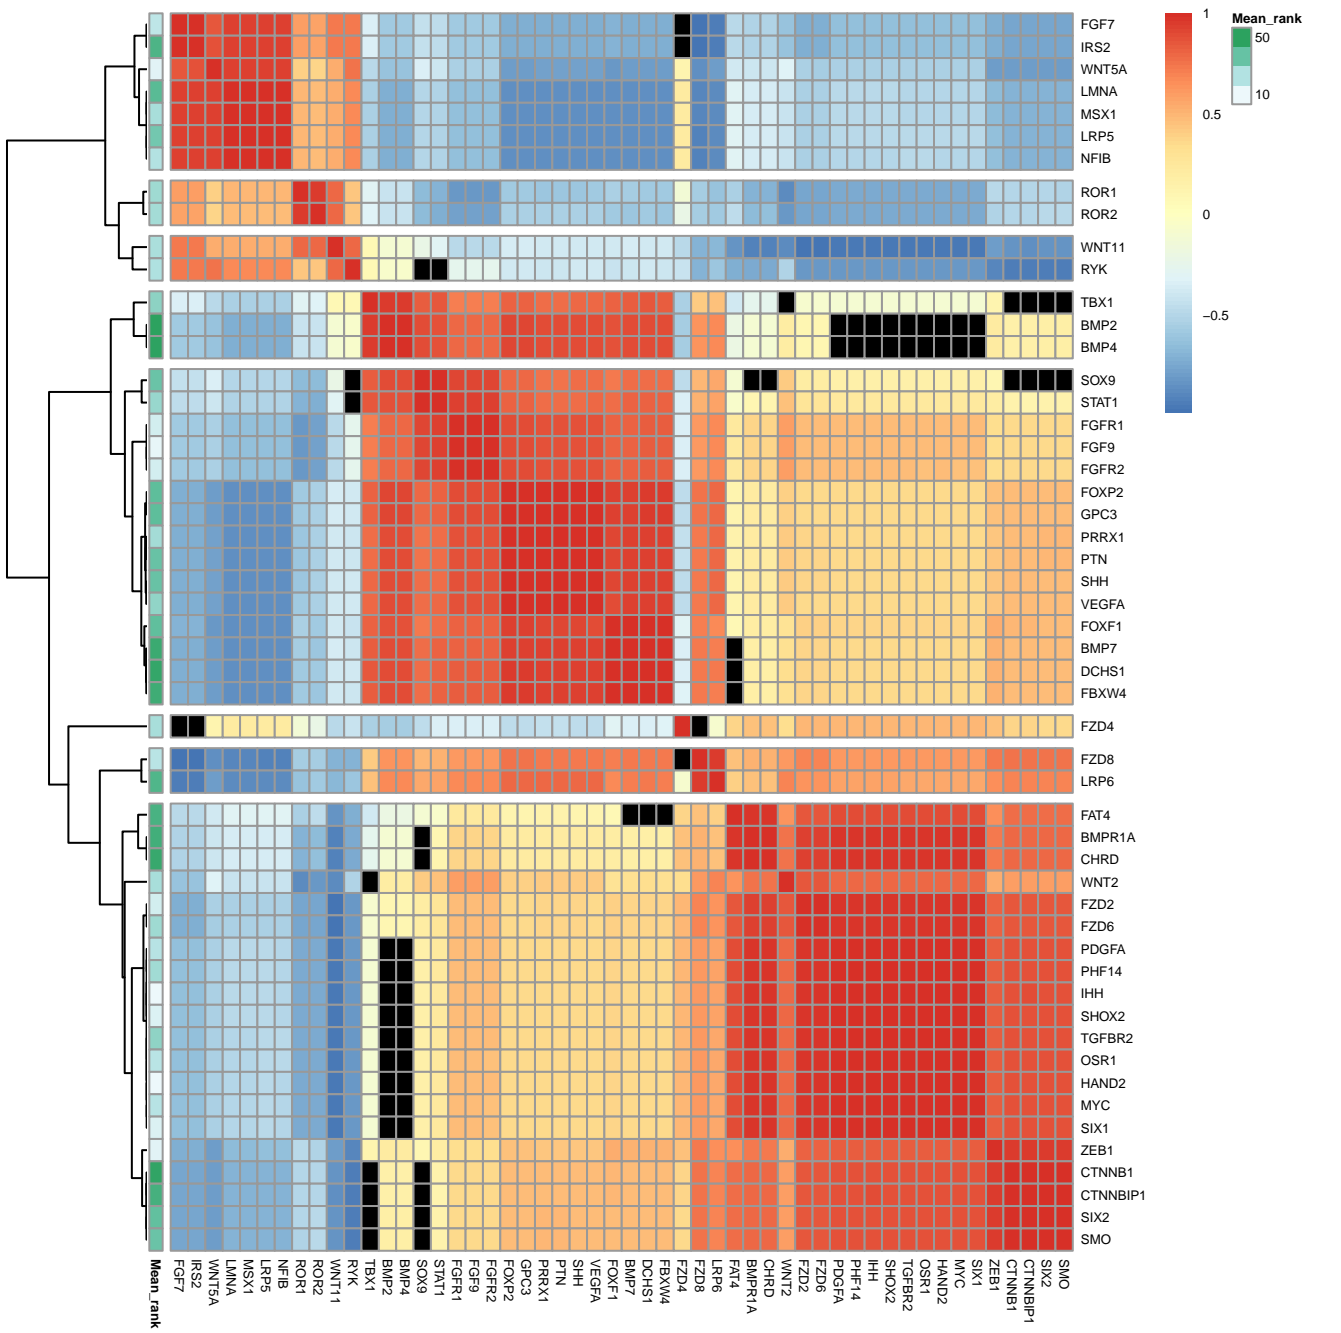 1
0.5
0
−0.5
Mean_rank
50
10
FGF7
IRS2
WNT5A
LMNA
MSX1
LRP5
NFIB
ROR1
ROR2
WNT11
RYK
TBX1
BMP2
BMP4
SOX9
STAT1
FGFR1
FGF9
FGFR2
FOXP2
GPC3
PRRX1
PTN
SHH
VEGFA
FOXF1
BMP7
DCHS1
FBXW4
FZD4
FZD8
LRP6
FAT4
BMPR1A
CHRD
WNT2
FZD2
FZD6
PDGFA
PHF14
IHH
SHOX2
TGFBR2
OSR1
HAND2
MYC
SIX1
ZEB1
CTNNB1
CTNNBIP1
SIX2
SMO
Mean_rank
FGF7
IRS2
WNT5A
LMNA
MSX1
LRP5
NFIB
ROR1
ROR2
WNT11
RYK
TBX1
BMP2
BMP4
SOX9
STAT1
FGFR1
FGF9
FGFR2
FOXP2
GPC3
PRRX1
PTN
SHH
VEGFA
FOXF1
BMP7
DCHS1
FBXW4
FZD4
FZD8
LRP6
FAT4
BMPR1A
CHRD
WNT2
FZD2
FZD6
PDGFA
PHF14
IHH
SHOX2
TGFBR2
OSR1
HAND2
MYC
SIX1
ZEB1
CTNNB1
CTNNBIP1
SIX2
SMO